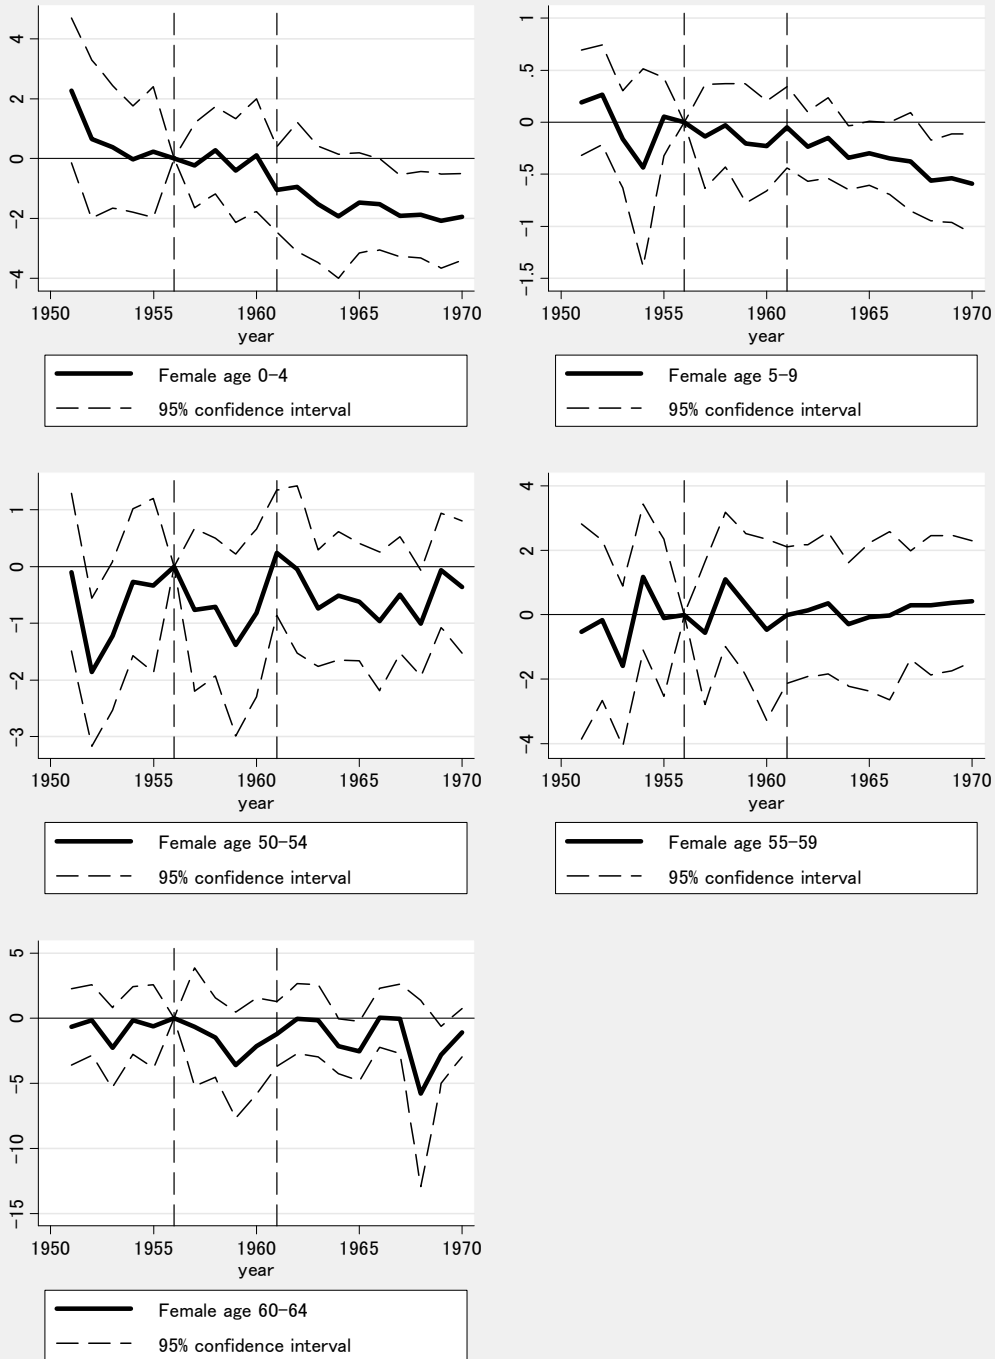 4
2
0
-2
-4
1950 1955 1960 1965 1970
year
Female age 0-4
95% confidence interval
1
.5
0
-.5
-1
-1.5
1950 1955 1960 1965 1970
year
Female age 5-9
95% confidence interval
1
0
-1
-2
-3
1950 1955 1960 1965 1970
year
Female age 50-54
95% confidence interval
4
2
0
-2
-4
1950 1955 1960 1965 1970
year
Female age 55-59
95% confidence interval
5
0
-5
-10
-15
1950 1955 1960 1965 1970
year
Female age 60-64
95% confidence interval